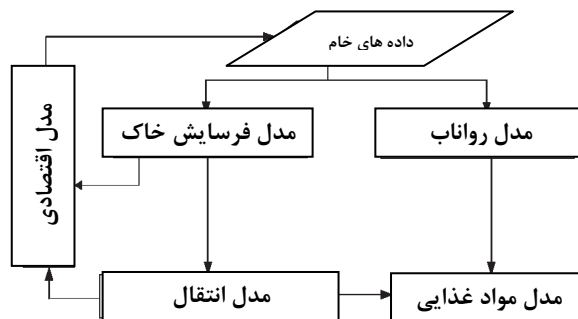 داده های خام
مدل رواناب
مدل فرسایش خاک
مدل اقتصادی
مدل مواد غذایی
مدل انتقال